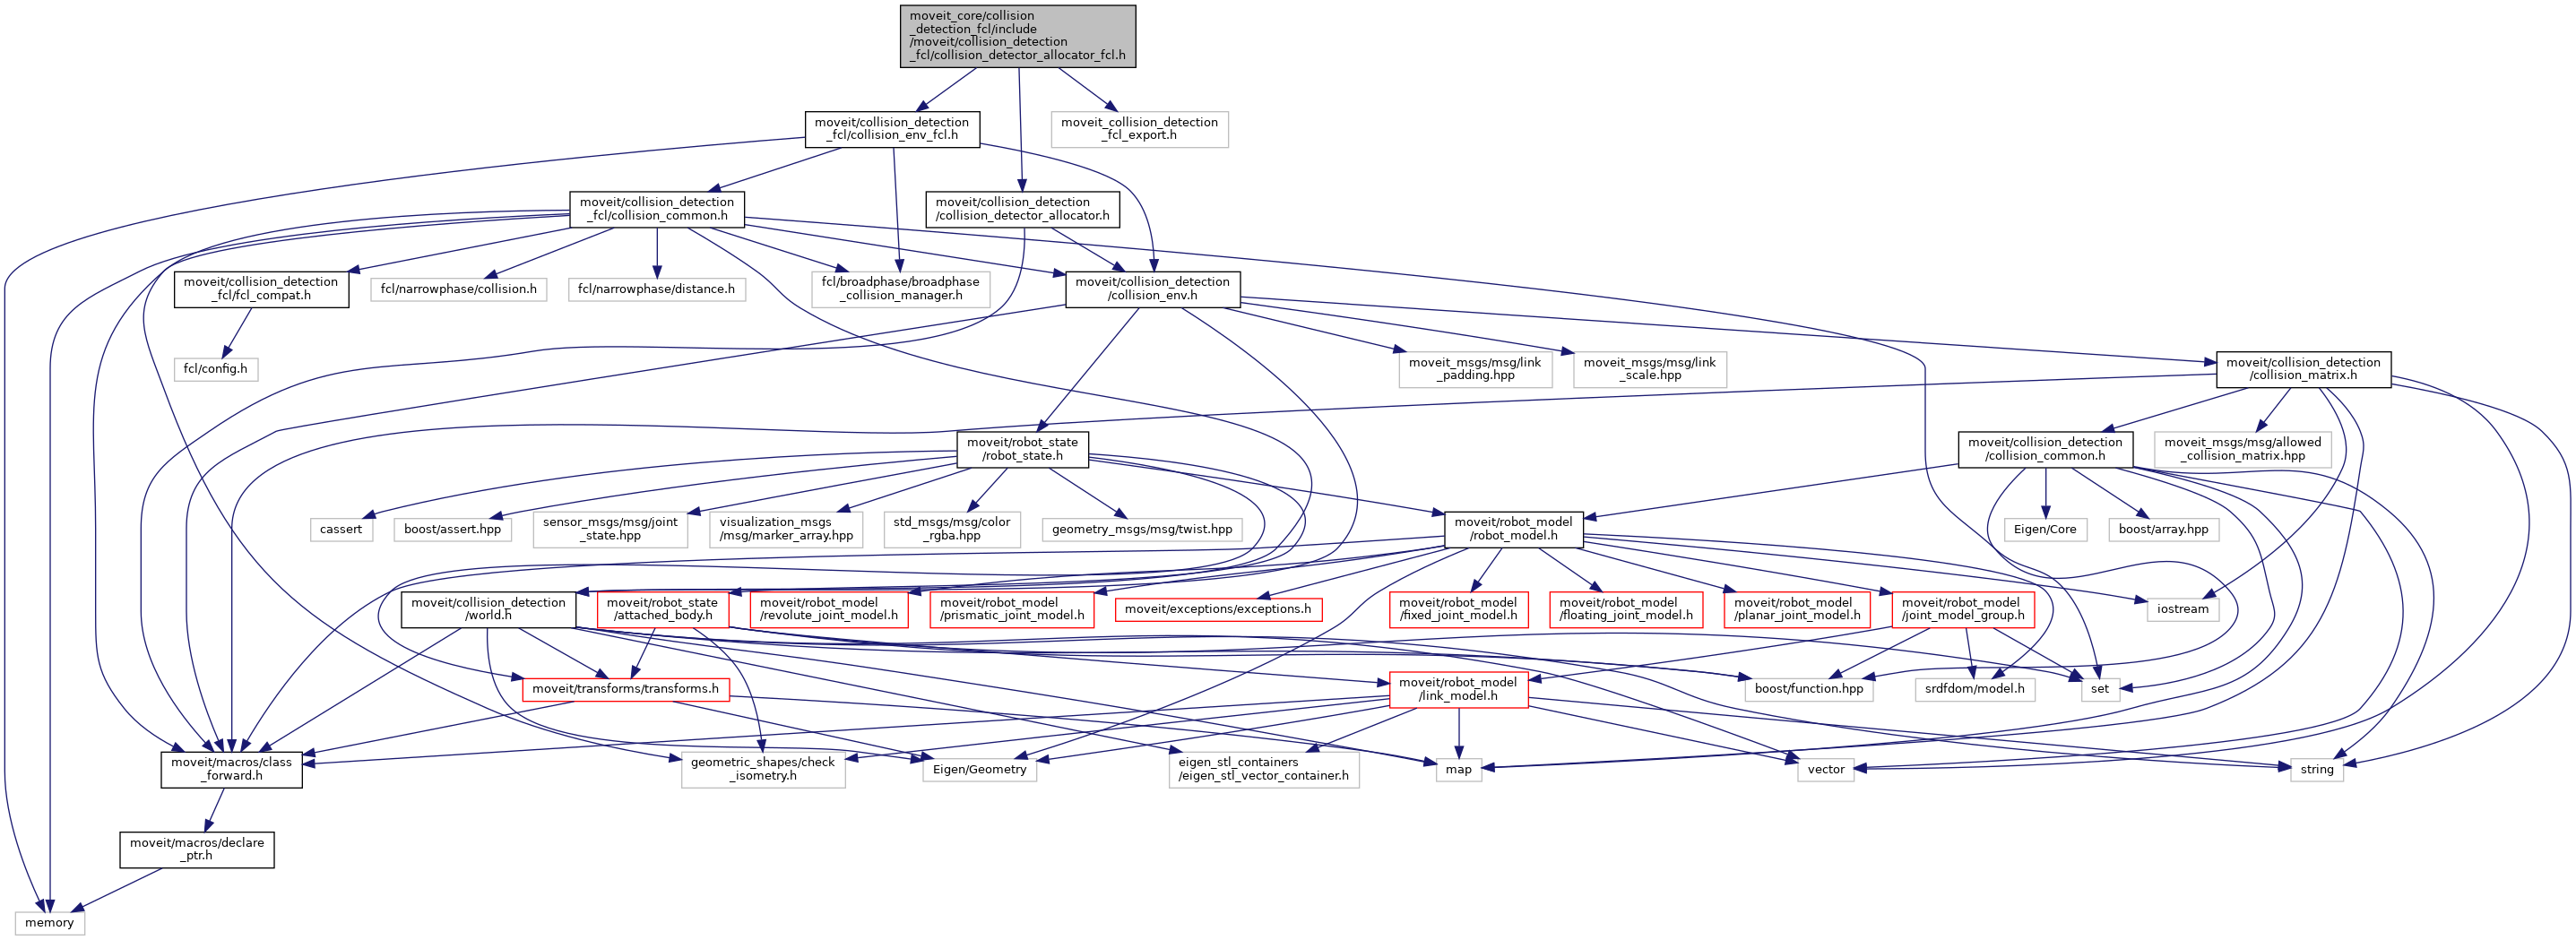 moveit_core/collision
_detection_fcl/include
/moveit/collision_detection
_fcl/collision_detector_allocator_fcl.h
moveit/collision_detection
_fcl/collision_env_fcl.h
moveit_collision_detection
_fcl_export.h
moveit/collision_detection
_fcl/collision_common.h
moveit/collision_detection
/collision_detector_allocator.h
moveit/collision_detection
_fcl/fcl_compat.h
fcl/narrowphase/collision.h
fcl/narrowphase/distance.h
fcl/broadphase/broadphase
_collision_manager.h
moveit/collision_detection
/collision_env.h
fcl/config.h
moveit_msgs/msg/link
_padding.hpp
moveit_msgs/msg/link
_scale.hpp
moveit/collision_detection
/collision_matrix.h
moveit/robot_state
/robot_state.h
moveit/collision_detection
/collision_common.h
moveit_msgs/msg/allowed
_collision_matrix.hpp
cassert
boost/assert.hpp
sensor_msgs/msg/joint
_state.hpp
visualization_msgs
/msg/marker_array.hpp
std_msgs/msg/color
_rgba.hpp
geometry_msgs/msg/twist.hpp
moveit/robot_model
/robot_model.h
Eigen/Core
boost/array.hpp
moveit/collision_detection
/world.h
moveit/robot_state
/attached_body.h
moveit/robot_model
/revolute_joint_model.h
moveit/robot_model
/prismatic_joint_model.h
moveit/exceptions/exceptions.h
moveit/robot_model
/fixed_joint_model.h
moveit/robot_model
/floating_joint_model.h
moveit/robot_model
/planar_joint_model.h
moveit/robot_model
/joint_model_group.h
iostream
moveit/transforms/transforms.h
moveit/robot_model
/link_model.h
boost/function.hpp
srdfdom/model.h
set
moveit/macros/class
_forward.h
geometric_shapes/check
_isometry.h
Eigen/Geometry
eigen_stl_containers
/eigen_stl_vector_container.h
map
vector
string
moveit/macros/declare
_ptr.h
memory